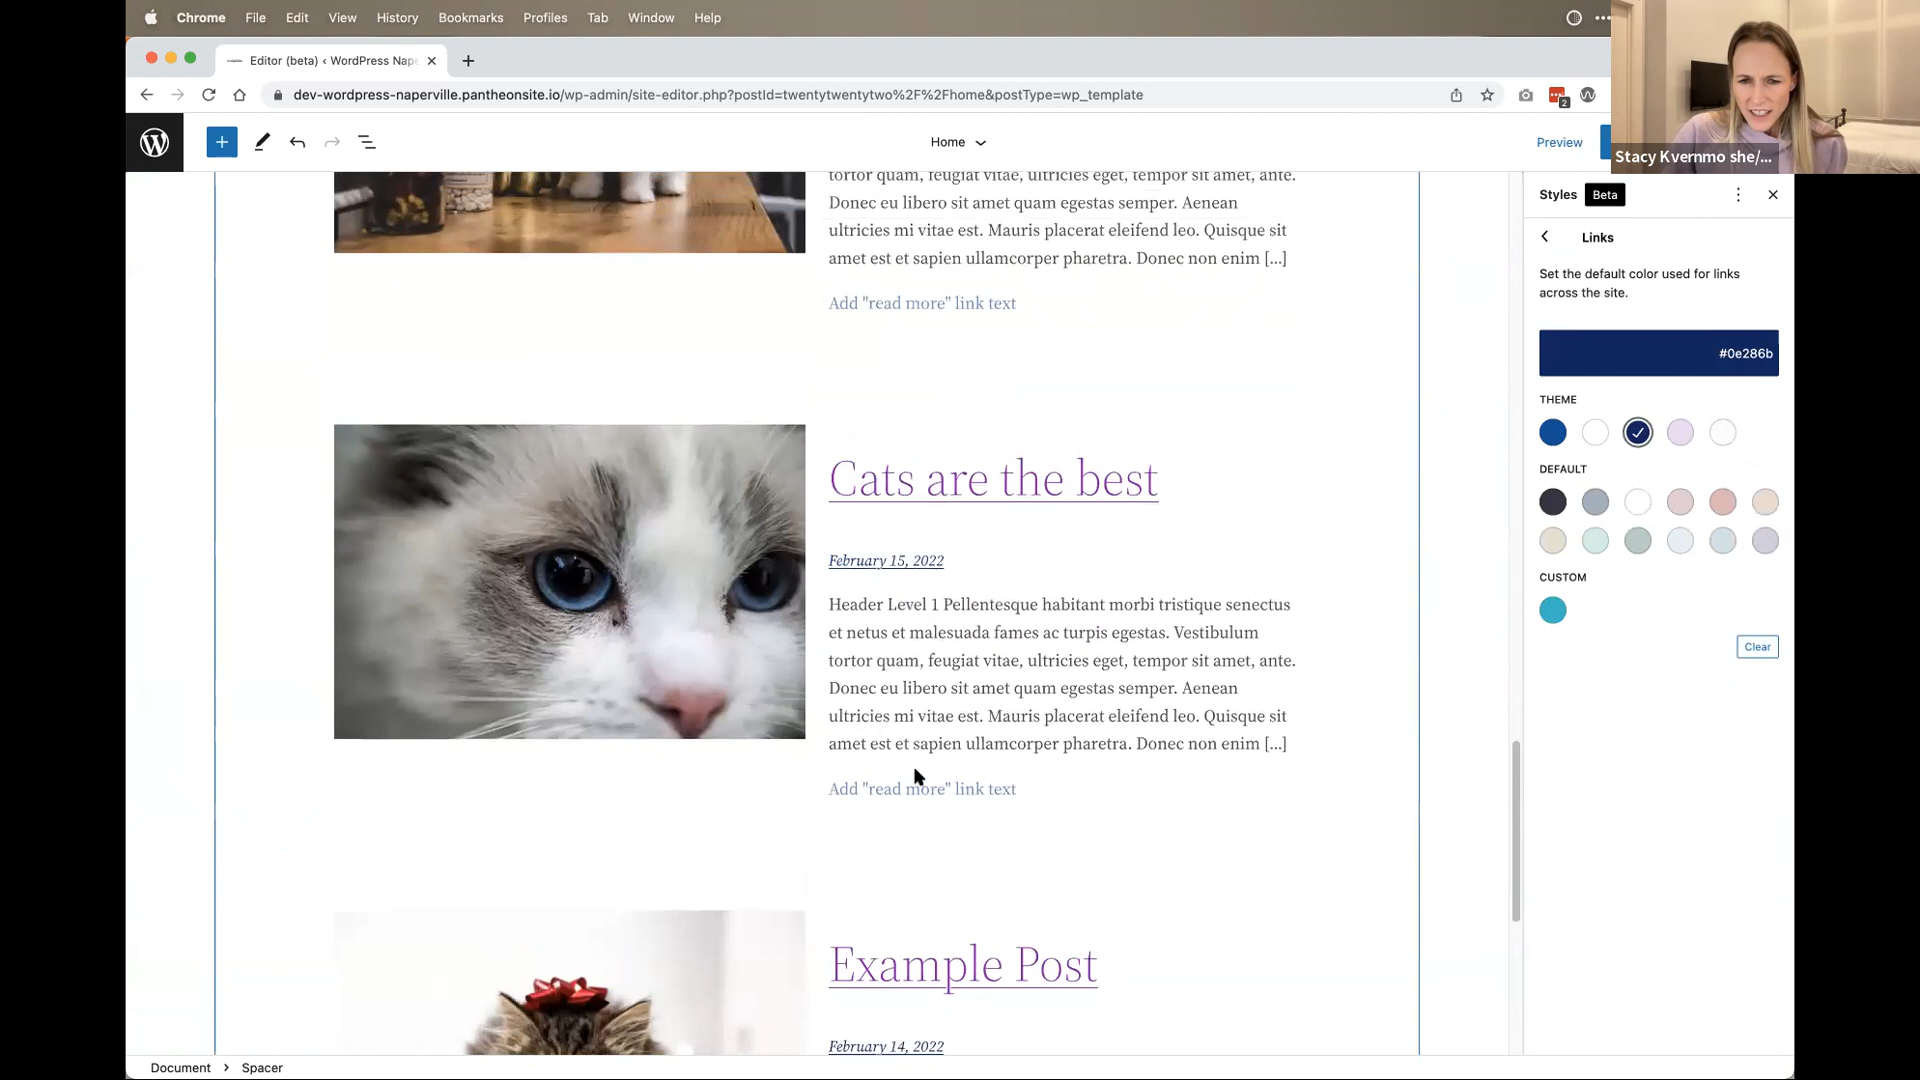 Chrome File Edit View History Bookmarks Profiles Tab Window Help
Editor (beta) ‹ WordPress Nape
dev-wordpress-naperville.pantheonsite.io/wp-admin/site-editor.php?postId=twentytwentytwo%2F%2Fhome&postType=wp_template
2
Stacy Kvernmo she/...
Home
Preview
Styles Beta
Links
Set the default color used for links
across the site.
#0e286b
THEME
DEFAULT
CUSTOM
Clear
tortor quam, feugiat vitae, ultricies eget, tempor sit amet, ante.
Donec eu libero sit amet quam egestas semper. Aenean
ultricies mi vitae est. Mauris placerat eleifend leo. Quisque sit
amet est et sapien ullamcorper pharetra. Donec non enim [...]
Add "read more" link text
Cats are the best
February 15, 2022
Header Level 1 Pellentesque habitant morbi tristique senectus
et netus et malesuada fames ac turpis egestas. Vestibulum
tortor quam, feugiat vitae, ultricies eget, tempor sit amet, ante.
Donec eu libero sit amet quam egestas semper. Aenean
ultricies mi vitae est. Mauris placerat eleifend leo. Quisque sit
amet est et sapien ullamcorper pharetra. Donec non enim [...]
Add "read more" link text
Example Post
February 14, 2022
Document › Spacer